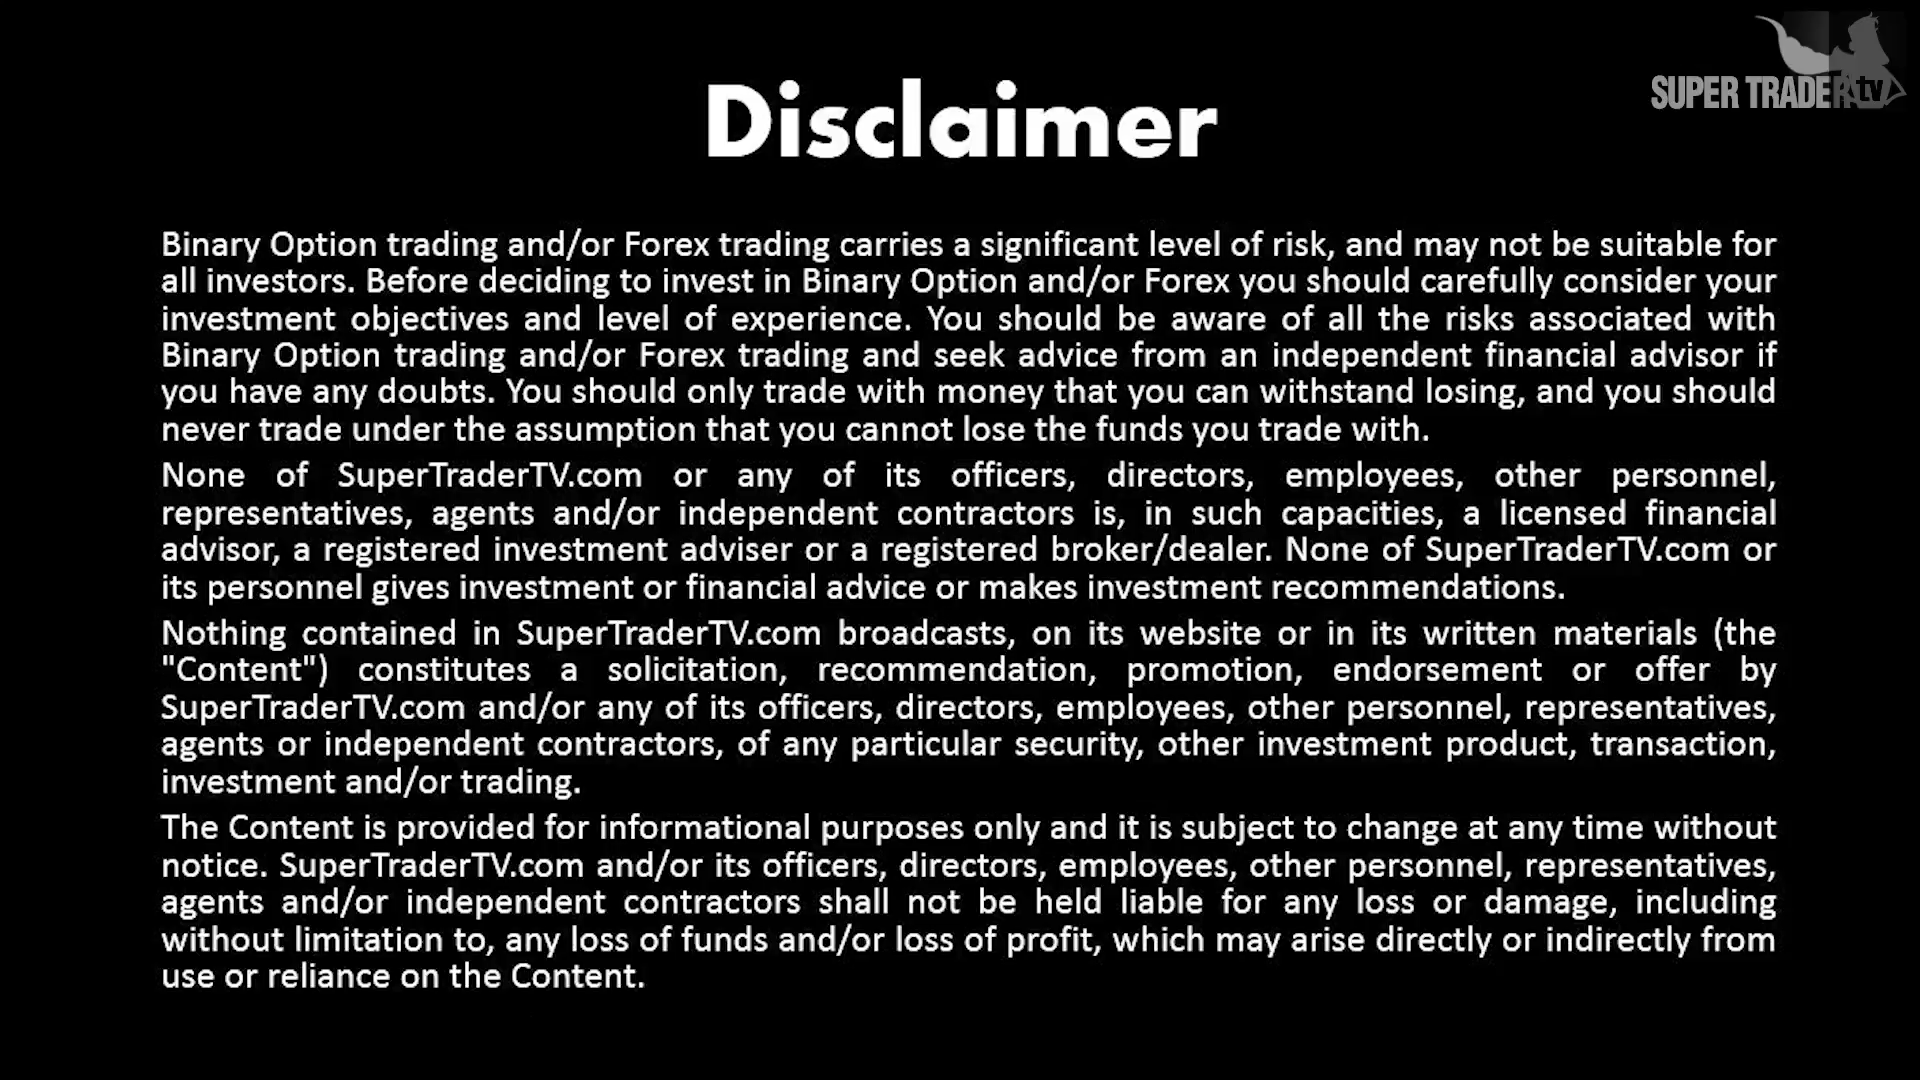 SUPER TRADER.tv
Disclaimer
Binary Option trading and/or Forex trading carries a significant level of risk, and may not be suitable for
all investors. Before deciding to invest in Binary Option and/or Forex you should carefully consider your
investment objectives and level of experience. You should be aware of all the risks associated with
Binary Option trading and/or Forex trading and seek advice from an independent financial advisor if
you have any doubts. You should only trade with money that you can withstand losing, and you should
never trade under the assumption that you cannot lose the funds you trade with.
None of SuperTraderTV.com or any of its officers, directors, employees, other personnel,
representatives, agents and/or independent contractors is, in such capacities, a licensed financial
advisor, a registered investment adviser or a registered broker/dealer. None of SuperTraderTV.com or
its personnel gives investment or financial advice or makes investment recommendations.
Nothing contained in SuperTraderTV.com broadcasts, on its website or in its written materials (the
"Content") constitutes a solicitation, recommendation, promotion, endorsement or offer by
SuperTraderTV.com and/or any of its officers, directors, employees, other personnel, representatives,
agents or independent contractors, of any particular security, other investment product, transaction,
investment and/or trading.
The Content is provided for informational purposes only and it is subject to change at any time without
notice. SuperTraderTV.com and/or its officers, directors, employees, other personnel, representatives,
agents and/or independent contractors shall not be held liable for any loss or damage, including
without limitation to, any loss of funds and/or loss of profit, which may arise directly or indirectly from
use or reliance on the Content.